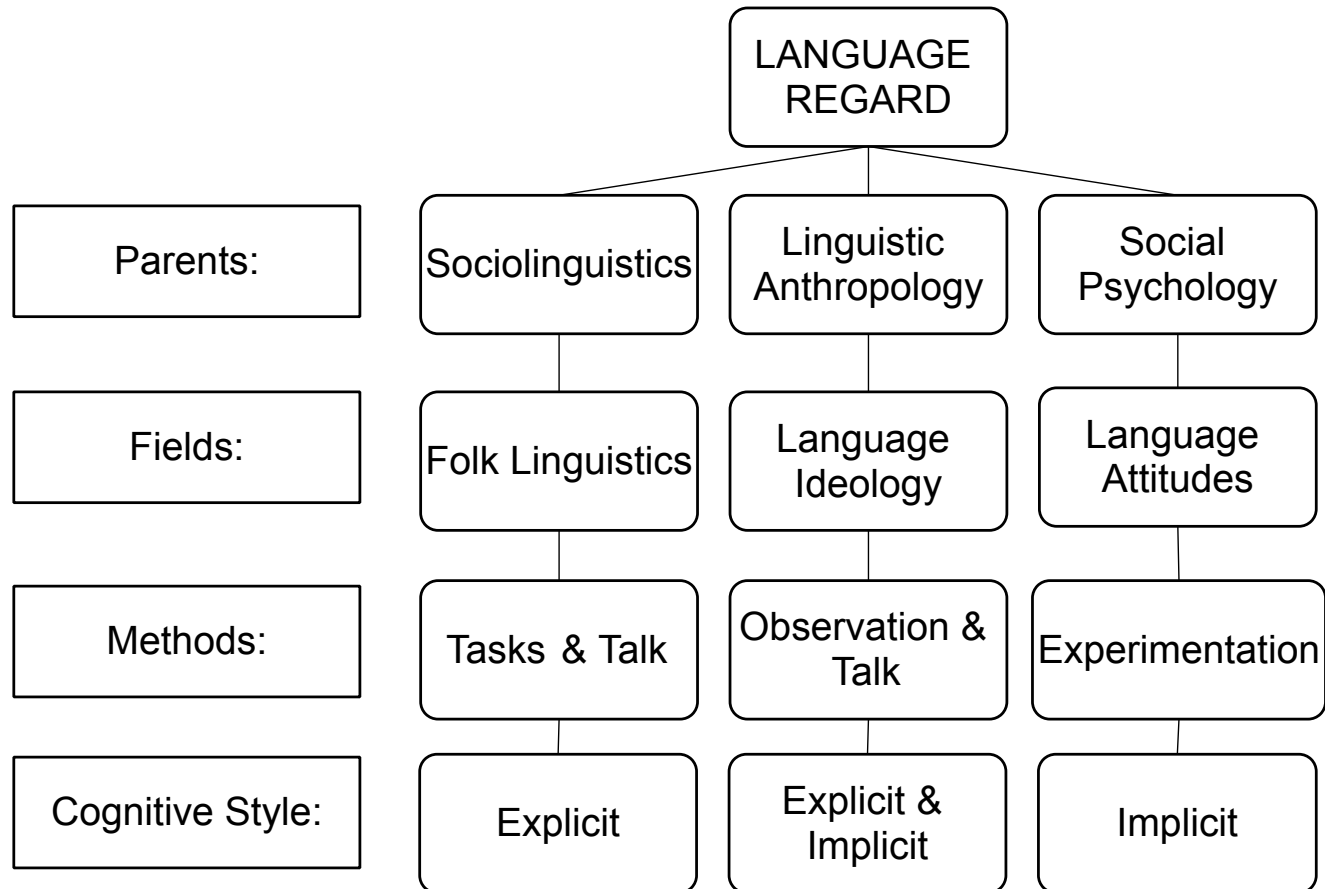 LANGUAGE
REGARD
Parents:
Sociolinguistics
Linguistic
Anthropology
Social
Psychology
Fields:
Folk Linguistics
Language
Ideology
Language
Attitudes
Methods:
Tasks & Talk
Observation &
Talk
Experimentation
Cognitive Style:
Explicit
Explicit &
Implicit
Implicit